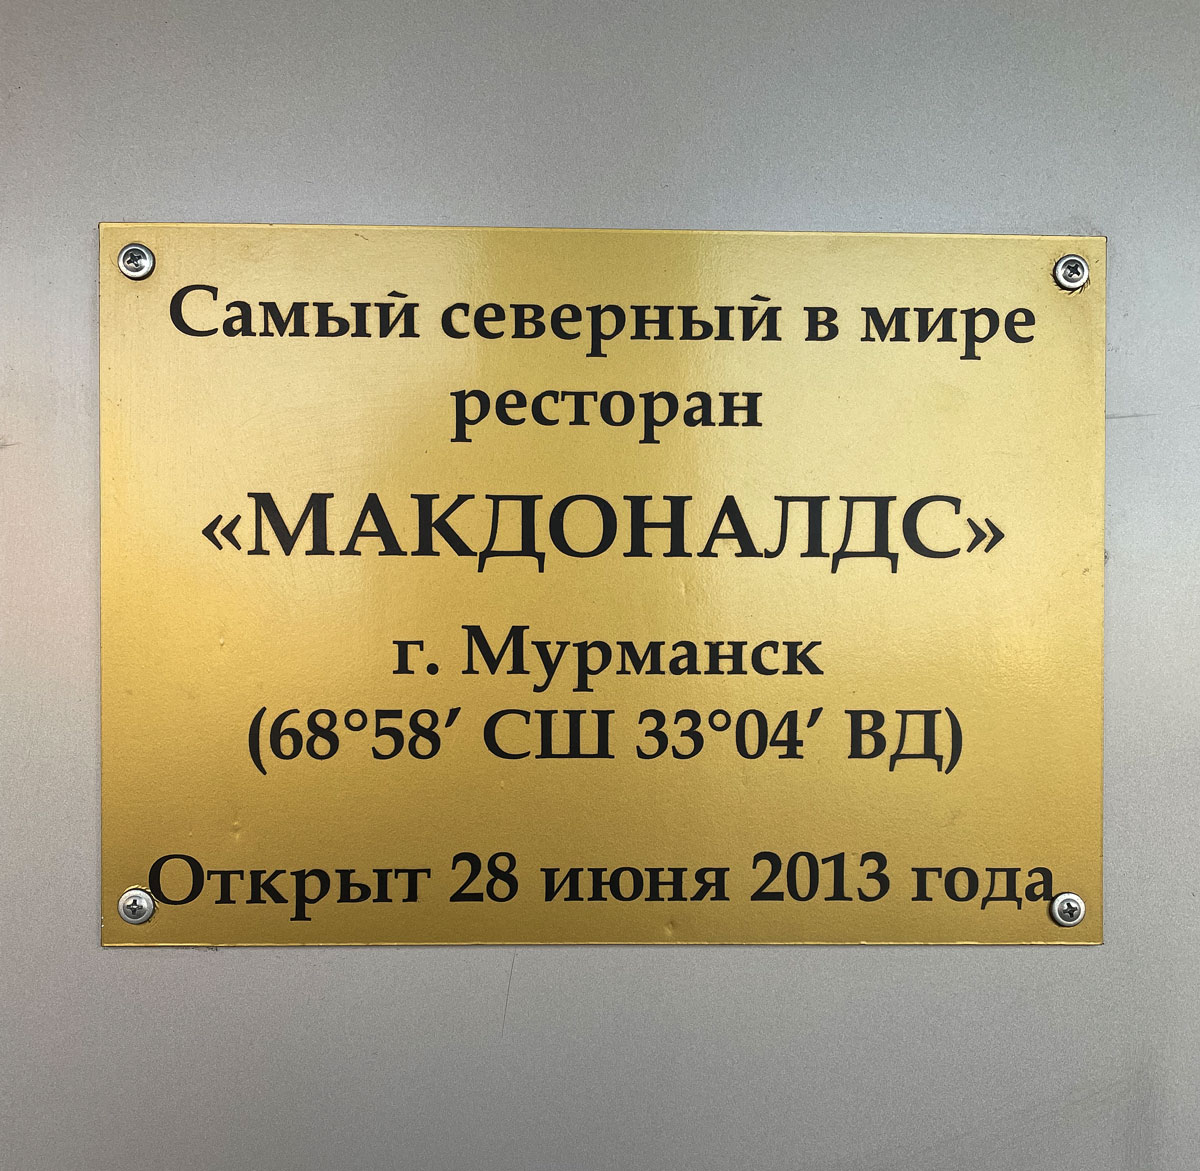 Самый северный в мире
ресторан
«МАКДОНАЛДС»
г. Мурманск
(68°58′ СШ 33°04′ ВД)
Открыт 28 июня 2013 года